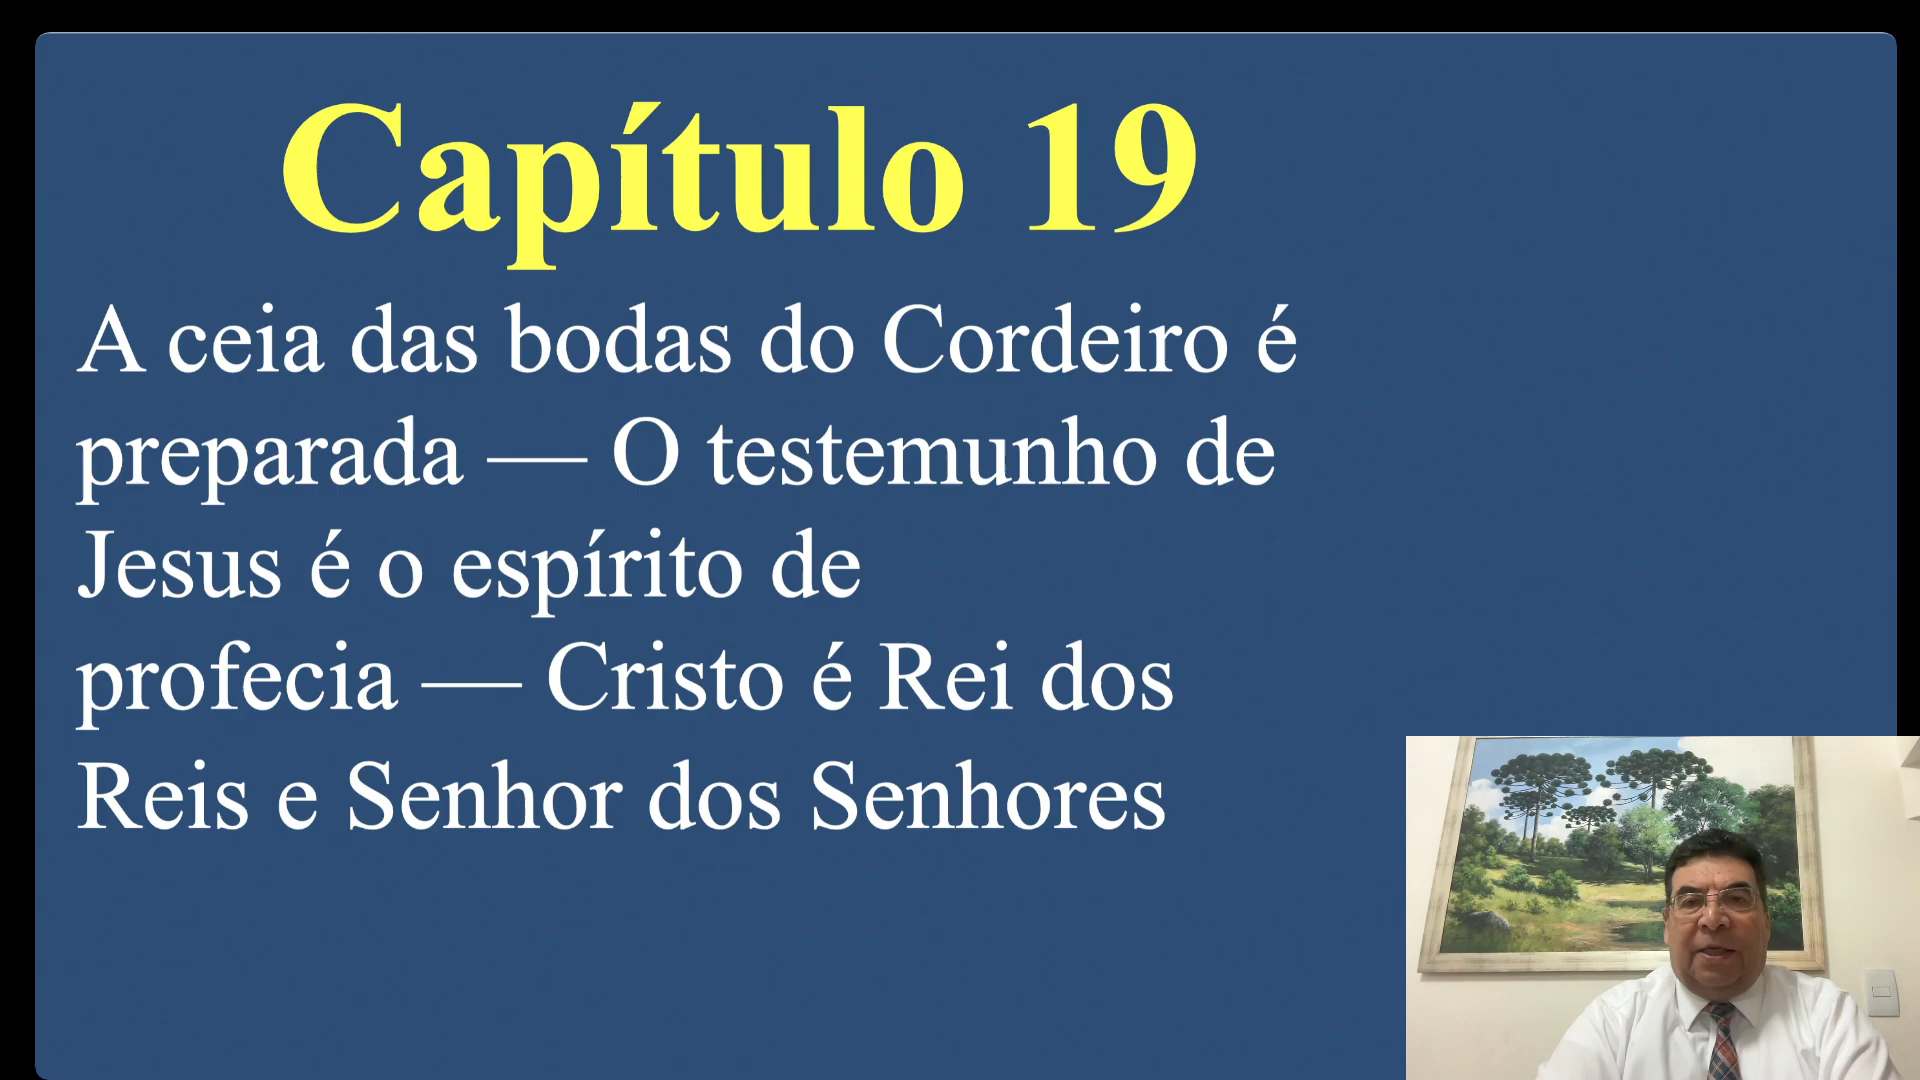 Capítulo 19
A ceia das bodas do Cordeiro é
preparada — O testemunho de
Jesus é o espírito de
profecia — Cristo é Rei dos
Reis e Senhor dos Senhores